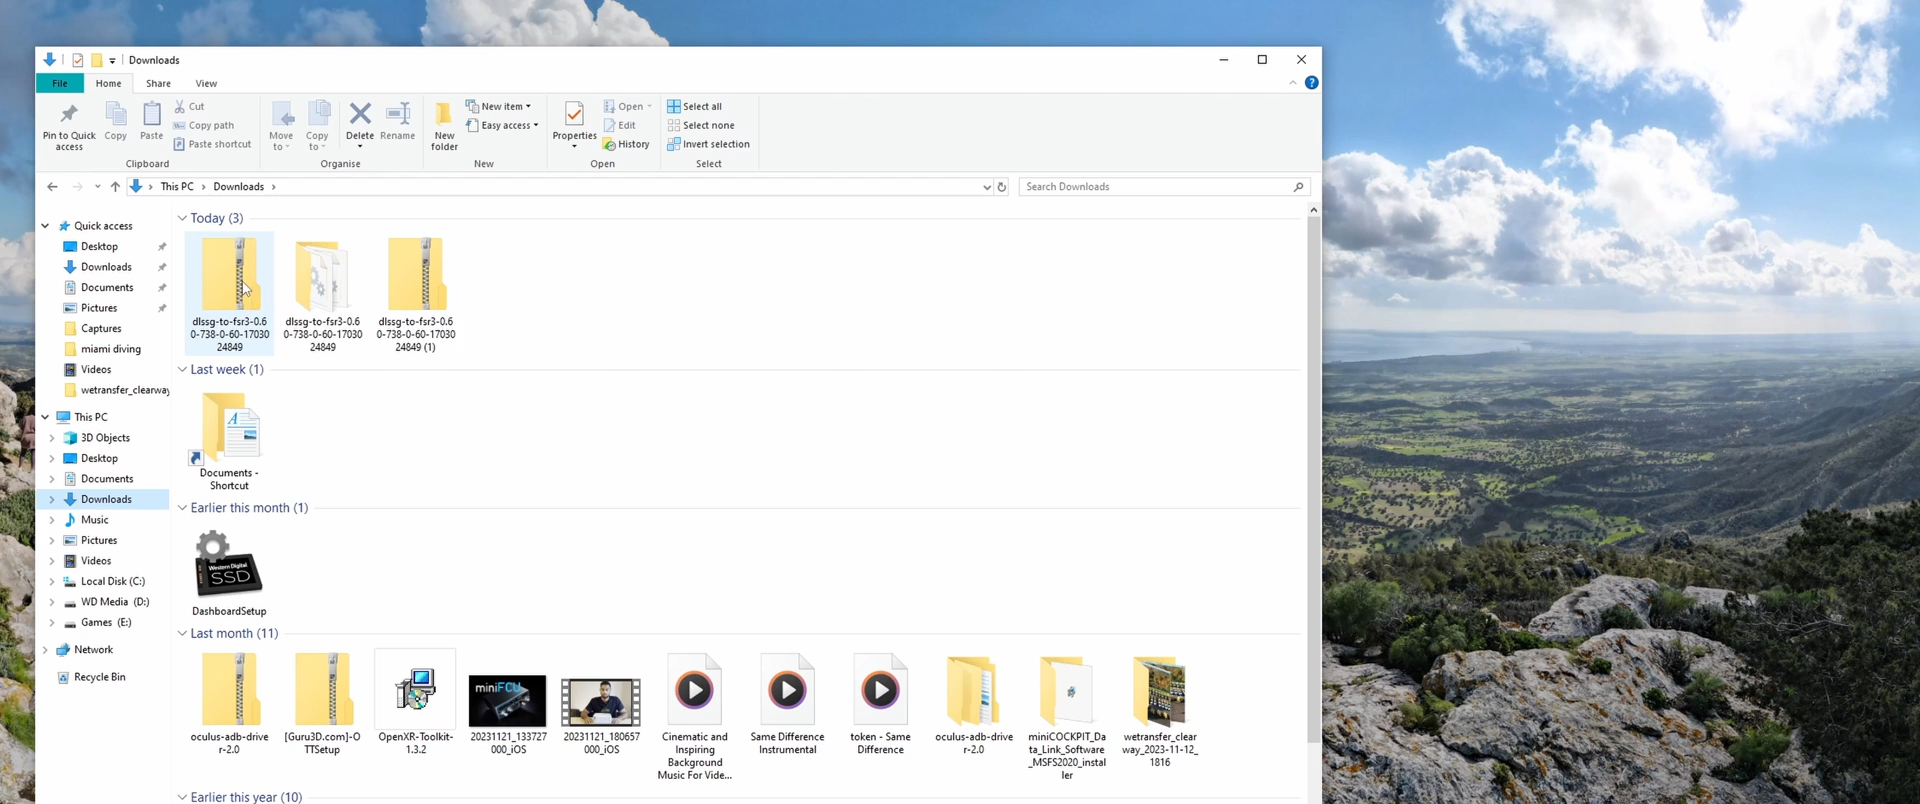 Downloads
File Home Share View
Pin to Quick access
Copy
Paste
Cut
Copy path
Paste shortcut
Clipboard
Move to
Copy to
Delete
Rename
Organise
New folder
New item
Easy access
New
Properties
Open
Edit
History
Open
Select all
Select none
Invert selection
Select
This PC > Downloads >
Search Downloads
Quick access
Desktop
Downloads
Documents
Pictures
Captures
miami diving
Videos
wetransfer_clearway
This PC
3D Objects
Desktop
Documents
Downloads
Music
Pictures
Videos
Local Disk (C:)
WD Media (D:)
Games (E:)
Network
Recycle Bin
Today (3)
dlssg-to-fsr3-0.6
0-738-0-60-17030
24849
dlssg-to-fsr3-0.6
0-738-0-60-17030
24849
dlssg-to-fsr3-0.6
0-738-0-60-17030
24849 (1)
Last week (1)
Documents -
Shortcut
Earlier this month (1)
Western Digital
SSD
DashboardSetup
Last month (11)
oculus-adb-drive
r-2.0
[Guru3D.com]-O
TTSetup
OpenXR-Toolkit-
1.3.2
miniFCU
20231121_133727
000_iOS
20231121_180657
000_iOS
Cinematic and
Inspiring
Background
Music For Vide...
Same Difference
Instrumental
token - Same
Difference
oculus-adb-drive
r-2.0
miniCOCKPIT_Da
ta_Link_Software
_MSFS2020_instal
ler
wetransfer_clear
way_2023-11-12_
1816
Earlier this year (10)